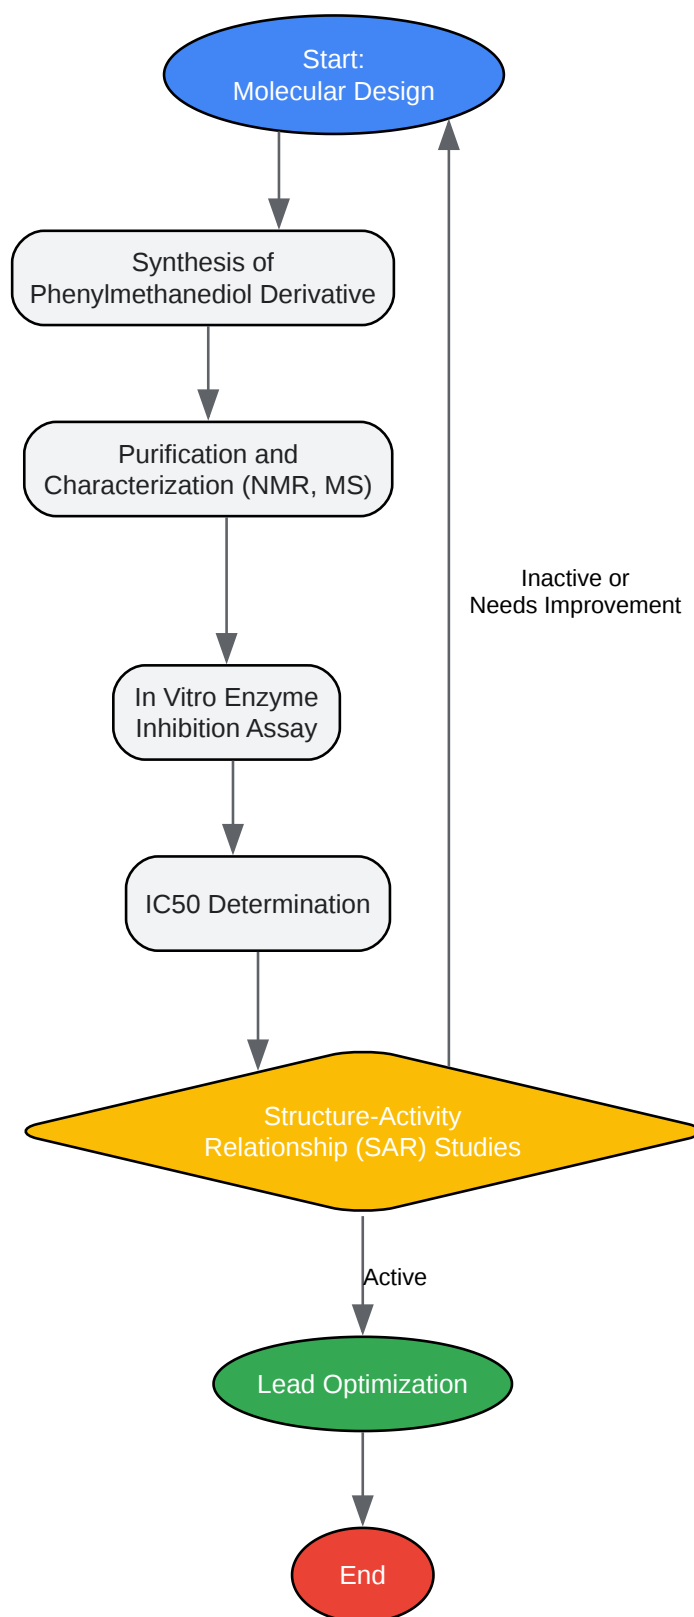 Start:
Molecular Design
Synthesis of
Phenylmethanediol Derivative
Purification and
Characterization (NMR, MS)
Inactive or
Needs Improvement
In Vitro Enzyme
Inhibition Assay
IC50 Determination
Structure-Activity
Relationship (SAR) Studies
Active
Lead Optimization
End